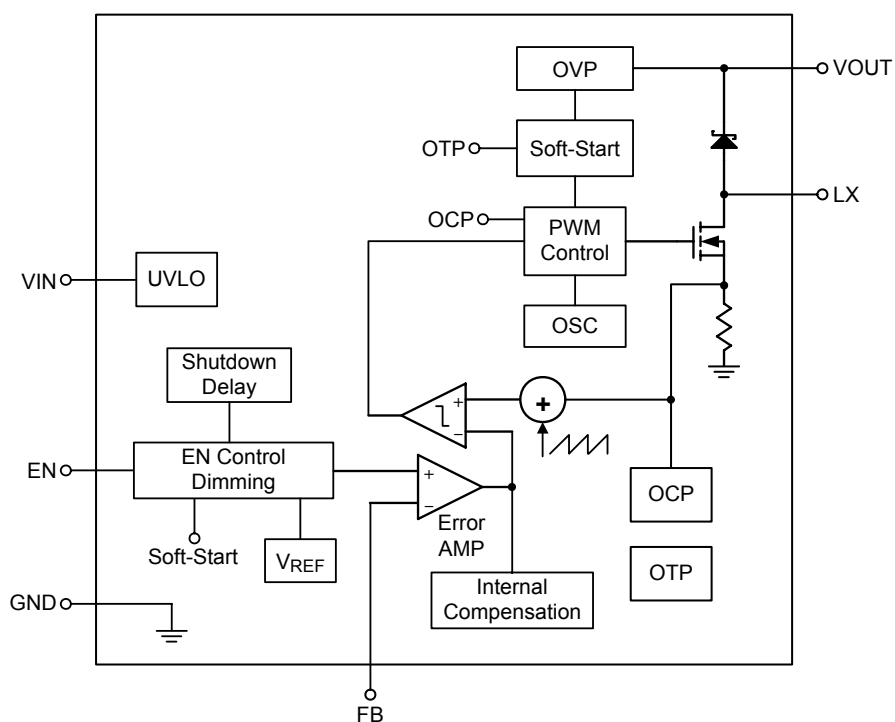 OVP
VOUT
OTP
Soft-Start
LX
OCP
PWM
Control
VIN
UVLO
OSC
Shutdown
Delay
+
+
−
EN
EN Control
Dimming
+
−
OCP
Error
AMP
Soft-Start
VREF
OTP
Internal
Compensation
GND
FB